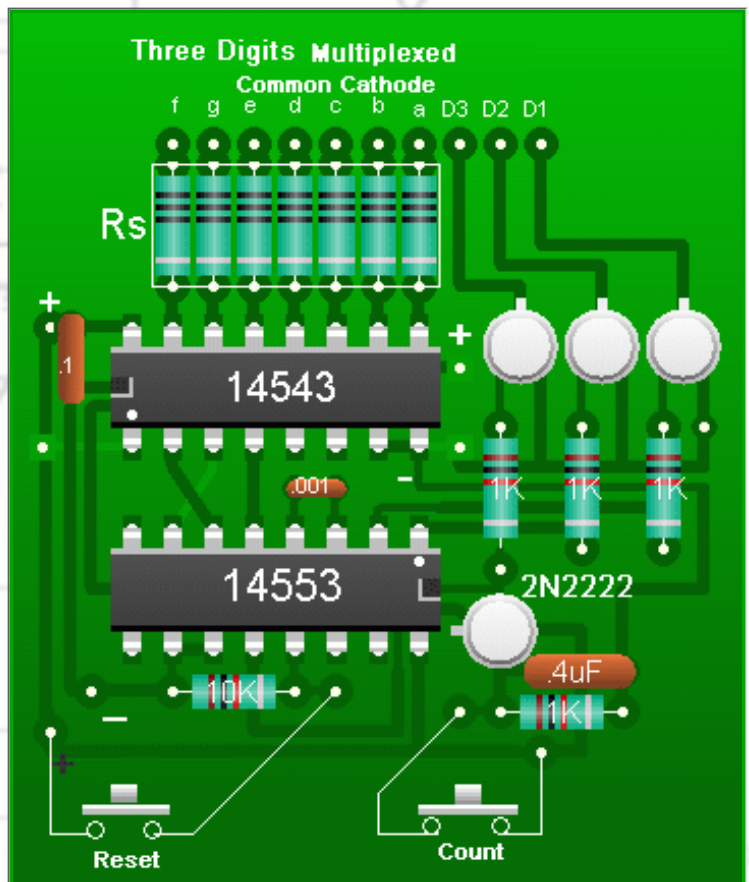 Three Digits Multiplexed
Common Cathode
f g e d c b a D3 D2 D1
Rs
+
.1
14543
+
1K 1K 1K
.001
-
14553
2N2222
.4uF
10K
1K
-
+
Reset
Count